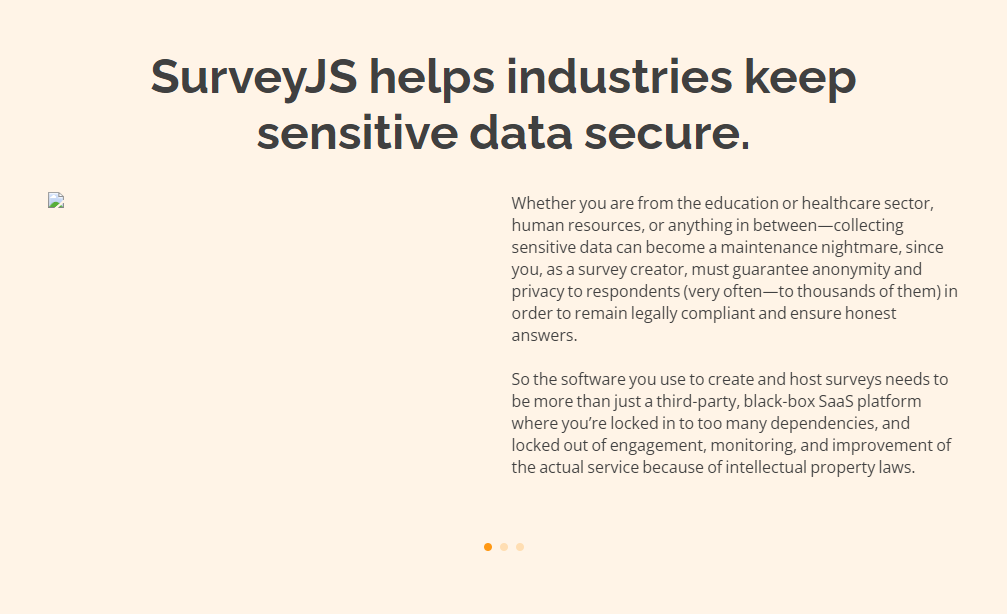 SurveyJS helps industries keep
sensitive data secure.
Whether you are from the education or healthcare sector,
human resources, or anything in between—collecting
sensitive data can become a maintenance nightmare, since
you, as a survey creator, must guarantee anonymity and
privacy to respondents (very often—to thousands of them) in
order to remain legally compliant and ensure honest
answers.
So the software you use to create and host surveys needs to
be more than just a third-party, black-box SaaS platform
where you’re locked in to too many dependencies, and
locked out of engagement, monitoring, and improvement of
the actual service because of intellectual property laws.